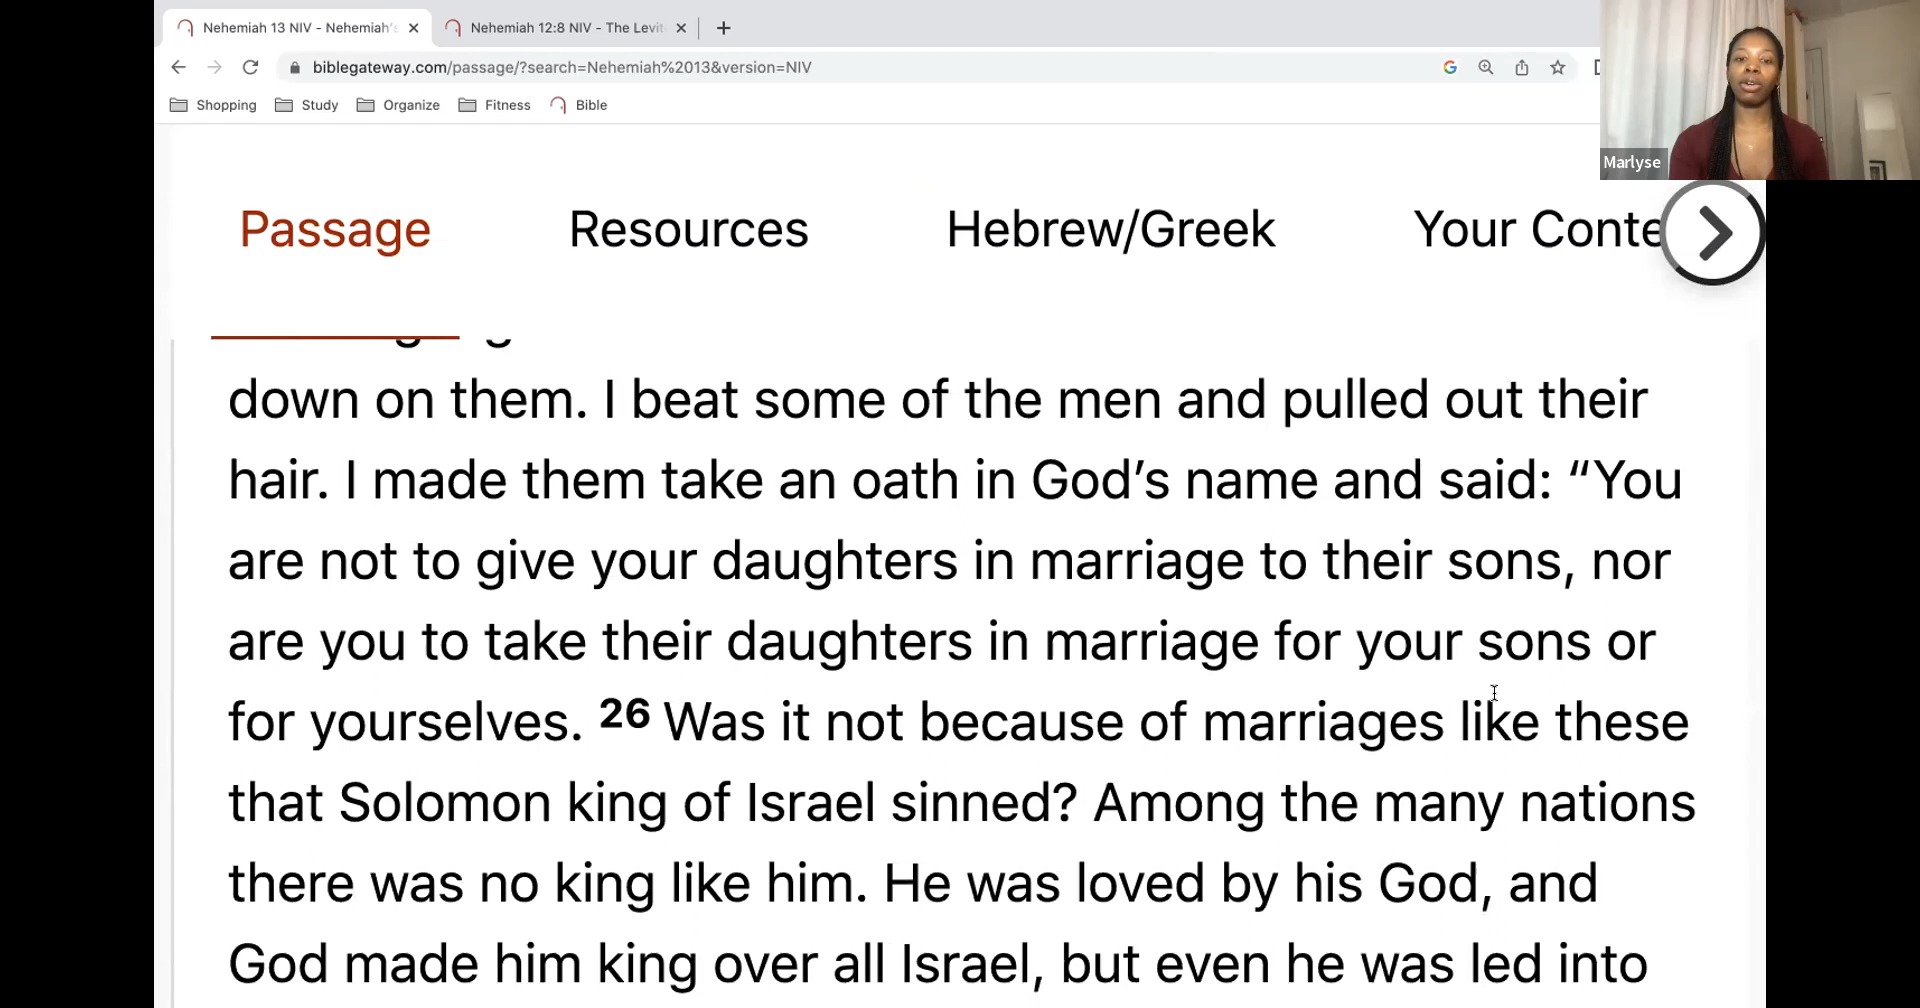 Nehemiah 13 NIV - Nehemiah's
Nehemiah 12:8 NIV - The Levit
biblegateway.com/passage/?search=Nehemiah%2013&version=NIV
Shopping Study Organize Fitness Bible
Marlyse
Passage Resources Hebrew/Greek Your Conte
down on them. I beat some of the men and pulled out their
hair. I made them take an oath in God’s name and said: “You
are not to give your daughters in marriage to their sons, nor
are you to take their daughters in marriage for your sons or
for yourselves. 26 Was it not because of marriages like these
that Solomon king of Israel sinned? Among the many nations
there was no king like him. He was loved by his God, and
God made him king over all Israel, but even he was led into